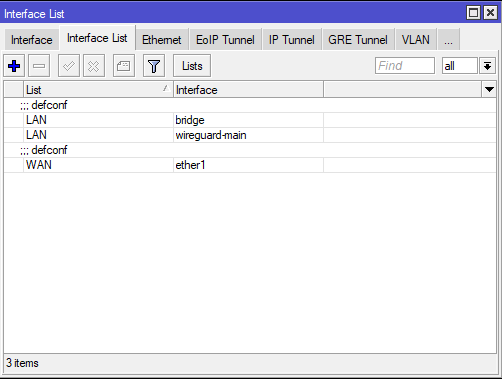 Interface List
Interface Interface List Ethernet EoIP Tunnel IP Tunnel GRE Tunnel VLAN ...
Lists Find all
List Interface
;;; defconf
LAN bridge
LAN wireguard-main
;;; defconf
WAN ether1
3 items